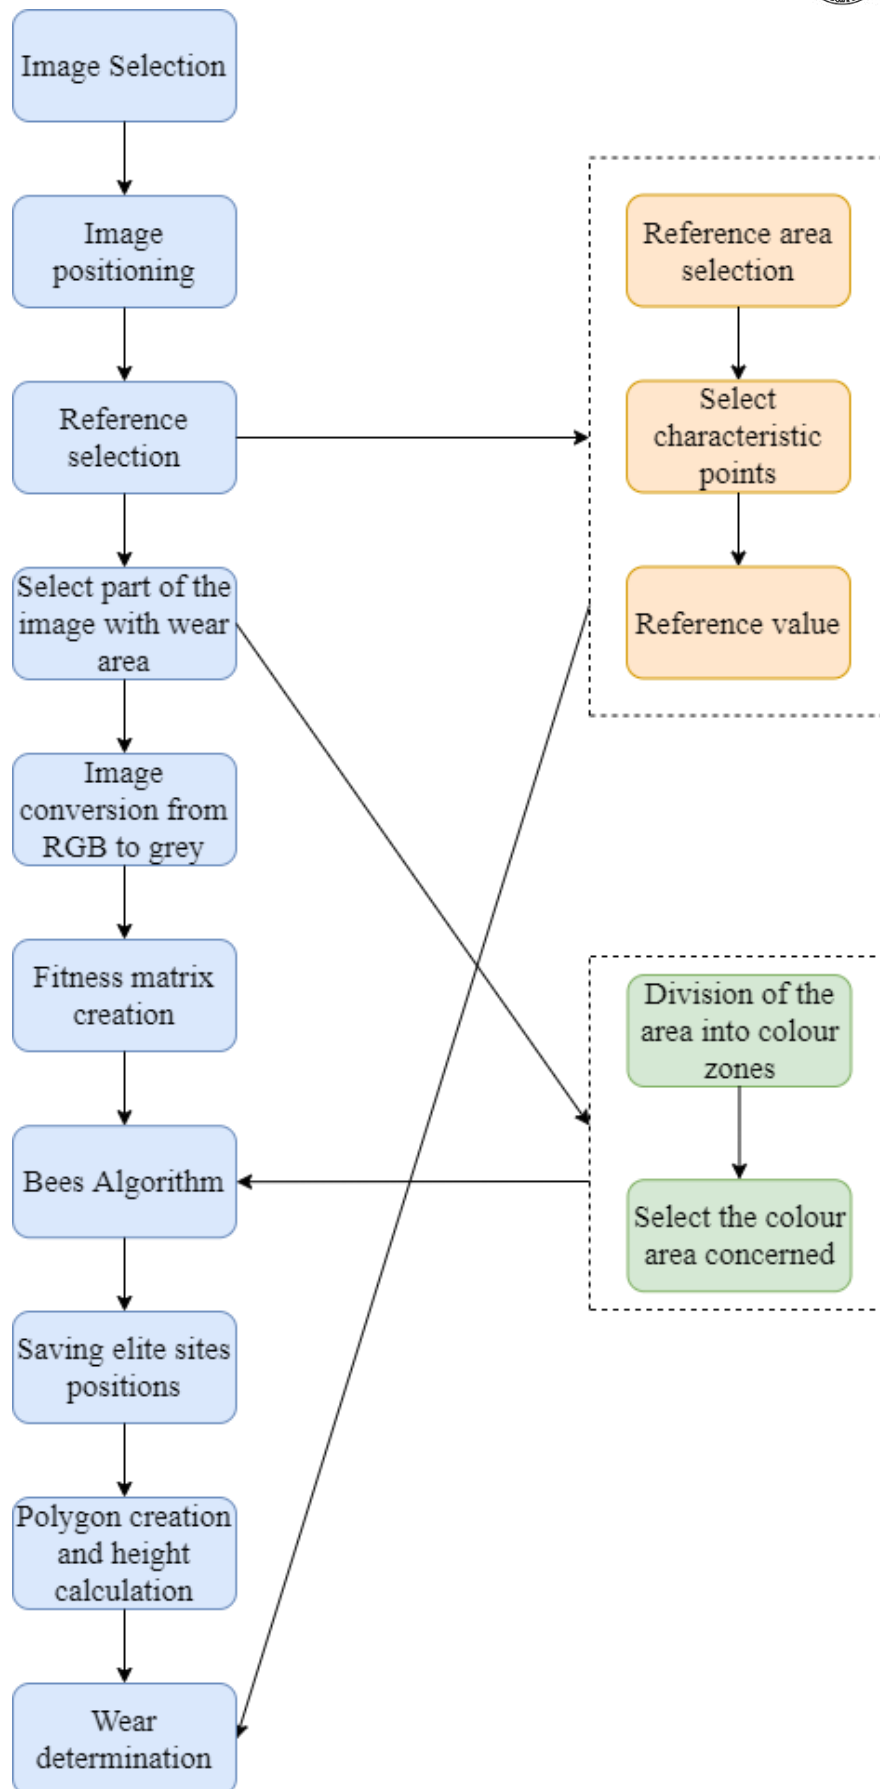 Image Selection
Image
positioning
Reference
selection
Select part of the
image with wear
area
Image
conversion from
RGB to grey
Fitness matrix
creation
Bees Algorithm
Saving elite sites
positions
Polygon creation
and height
calculation
Wear
determination
Reference area
selection
Select
characteristic
points
Reference value
Division of the
area into colour
zones
Select the colour
area concerned